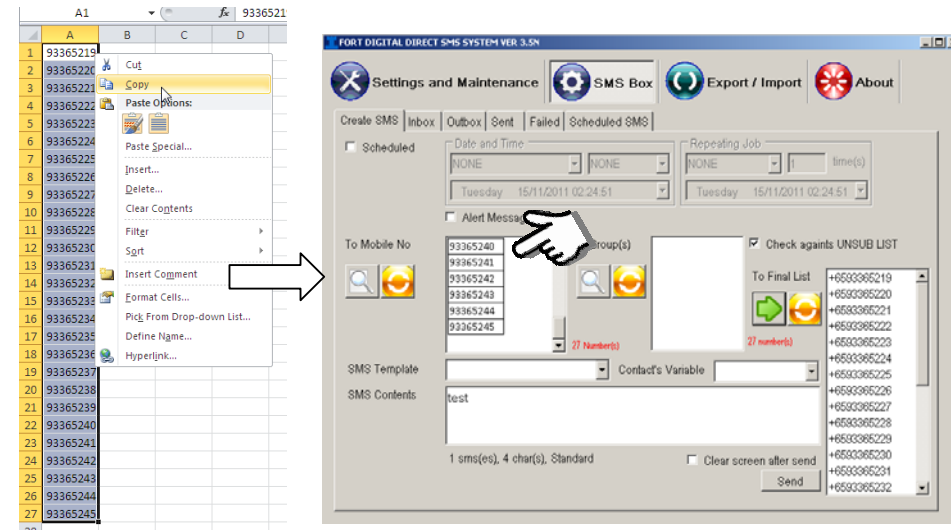 A1 fx 9336521
A B C D
1 93365219
2 9336522
3 93365221
4 93365222
5 93365223
6 93365224
7 93365225
8 93365226
9 93365227
10 93365228
11 93365229
12 9336523
13 93365231
14 93365232
15 93365233
16 93365234
17 93365235
18 93365236
19 93365237
20 93365238
21 93365239
22 93365240
23 93365241
24 93365242
25 93365243
26 93365244
27 93365245
Cut
Copy
Paste Options:
Paste Special...
Insert...
Delete...
Clear Contents
Filter
Sort
Insert Comment
Format Cells...
Pick From Drop-down List...
Define Name...
Hyperlink...
FORT DIGITAL DIRECT SMS SYSTEM VER 3.5N
Settings and Maintenance SMS Box Export / Import About
Create SMS Inbox Outbox Sent Failed Scheduled SMS
Scheduled Date and Time Repeating Job
NONE NONE NONE 1 time(s)
Tuesday 15/11/2011 02:24:51 Tuesday 15/11/2011 02:24:51
Alert Messag
To Mobile No roup(s) Check againts UNSUB LIST
93365240
93365241
93365242
93365243
93365244
93365245
27 Number(s)
To Final List
27 number(s)
+6593365219
+6593365220
+6593365221
+6593365222
+6593365223
+6593365224
+6593365225
+6593365226
+6593365227
+6593365228
+6593365229
+6593365230
+6593365231
+6593365232
SMS Template Contact's Variable
SMS Contents test
1 sms(es), 4 char(s), Standard Clear screen after send
Send